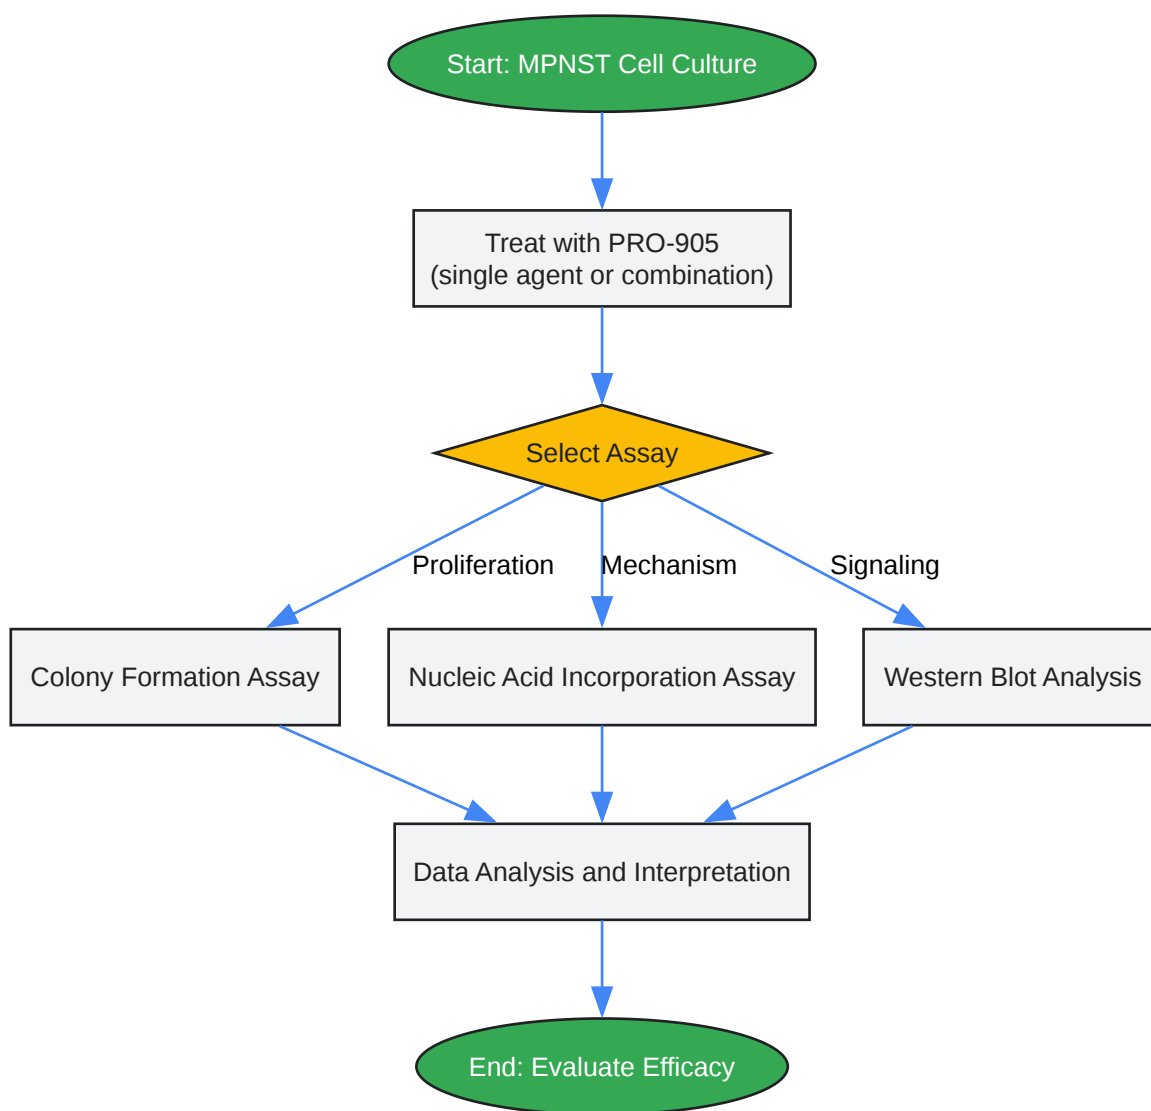 Start: MPNST Cell Culture
Treat with PRO-905
(single agent or combination)
Select Assay
Proliferation
Mechanism
Signaling
Colony Formation Assay
Nucleic Acid Incorporation Assay
Western Blot Analysis
Data Analysis and Interpretation
End: Evaluate Efficacy